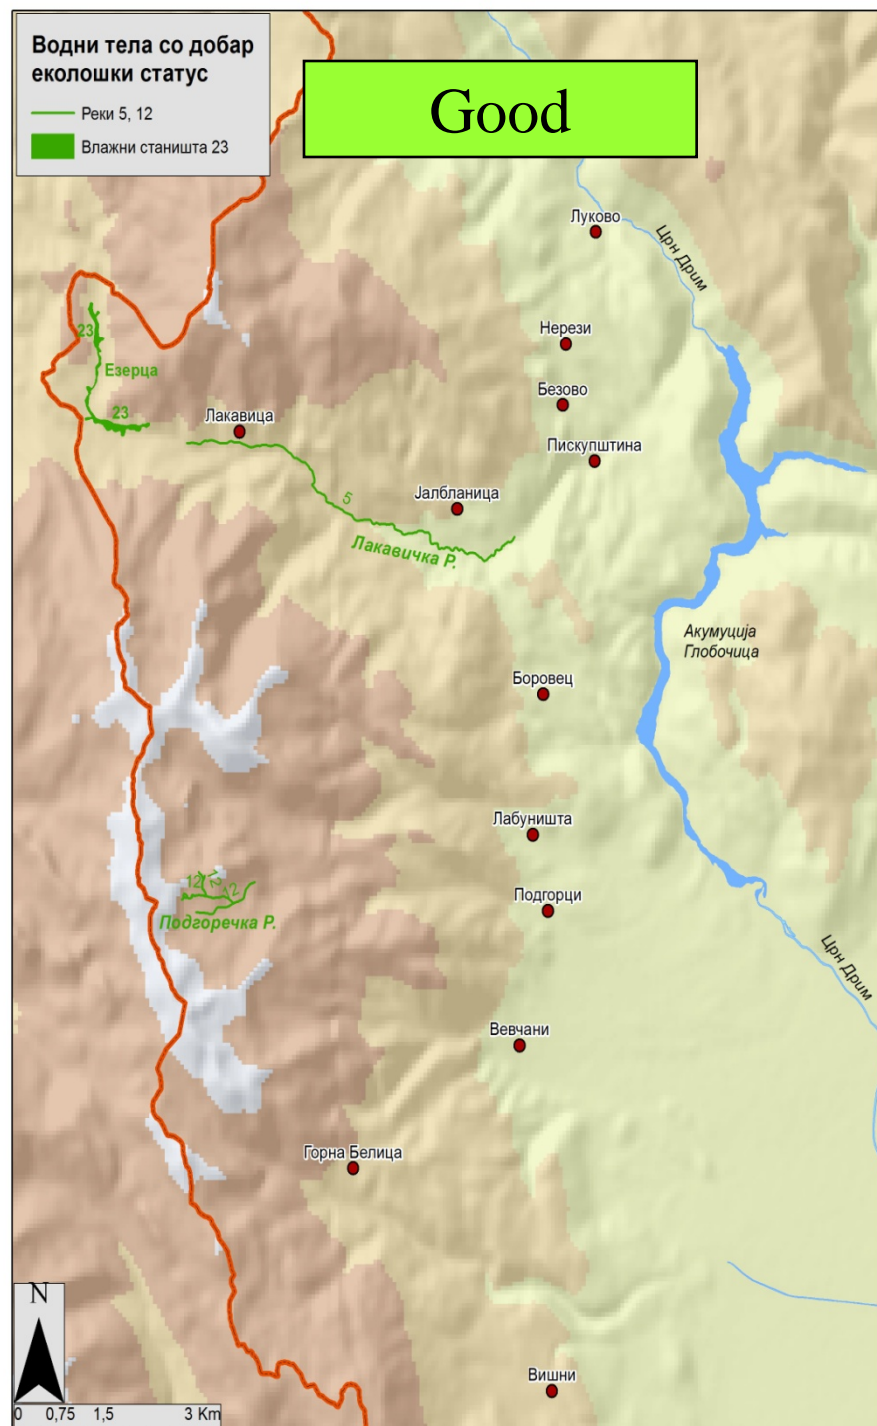 Водни тела со добар
еколошки статус
Реки 5, 12
Влажни станишта 23
Good
Луково
Црн Дрим
Нерези
23
Езерца
Безово
23
Лакавица
Пискупштина
Јалбланица
5
Лакавичка Р.
Акумуција
Глобочица
Боровец
Лабуништа
12
12
12
Подгорци
Подгоречка Р.
Црн Дрим
Вевчани
Горна Белица
N
Вишни
0 0,75 1,5 3 Km